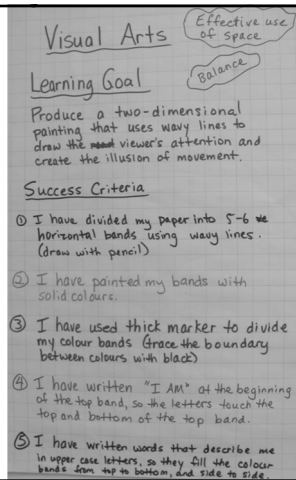 Visual Arts
Effective use
of space
Balance
Learning Goal
Produce a two-dimensional
painting that uses wavy lines to
draw the viewer's attention and
create the illusion of movement.
Success Criteria
① I have divided my paper into 5-6
horizontal bands using wavy lines.
(draw with pencil)
② I have painted my bands with
solid colours.
③ I have used thick marker to divide
my colour bands (trace the boundary
between colours with black)
④ I have written "I AM" at the beginning
of the top band, so the letters touch the
top and bottom of the top band.
⑤ I have written words that describe me
in upper case letters, so they fill the colour
bands from top to bottom, and side to side.